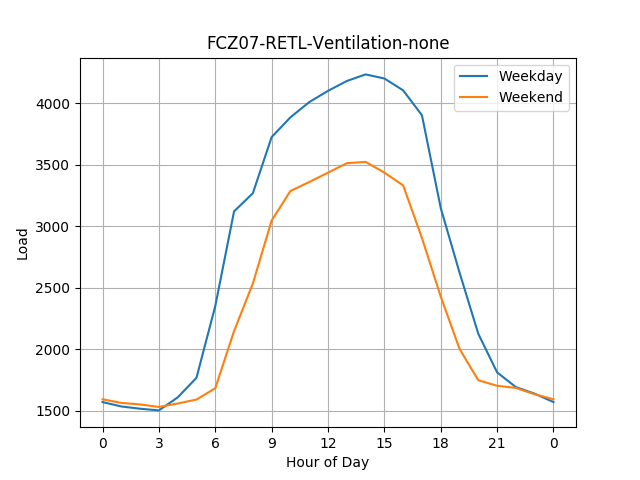 FCZ07-RETL-Ventilation-none
Weekday
Weekend
Load
4000
3500
3000
2500
2000
1500
0 3 6 9 12 15 18 21 0
Hour of Day